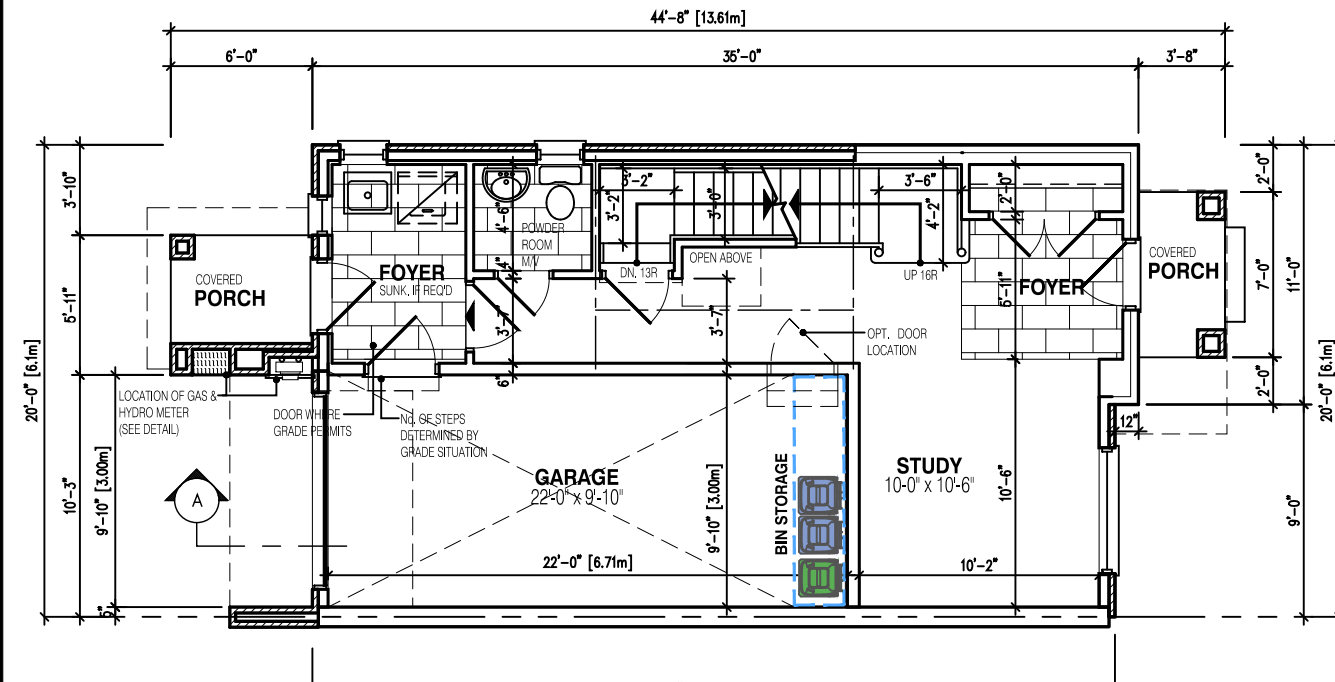 44'-8" [13.61m]
6'-0"
35'-0"
3'-8"
20'-0" [6.1m]
3'-10"
5'-11"
10'-3"
9'-10" [3.00m]
6"
COVERED
PORCH
FOYER
SUNK, IF REQ'D
4'-6"
4"
POWDER
ROOM
M/V
3'-2"
3'-2"
3'-0"
3'-6"
4'-2"
2'-0"
DN, 13R
OPEN ABOVE
UP 16R
FOYER
5'-11"
COVERED
PORCH
2'-0"
7'-0"
11'-0"
2'-0"
9'-0"
20'-0" [6.1m]
3'-7"
3'-7"
6"
OPT. DOOR
LOCATION
LOCATION OF GAS &
HYDRO METER
(SEE DETAIL)
DOOR WHERE
GRADE PERMITS
No. OF STEPS
DETERMINED BY
GRADE SITUATION
12"
A
GARAGE
22'-0" x 9'-10"
9'-10" [3.00m]
BIN STORAGE
STUDY
10-0" x 10'-6"
10'-6"
22'-0" [6.71m]
10'-2"